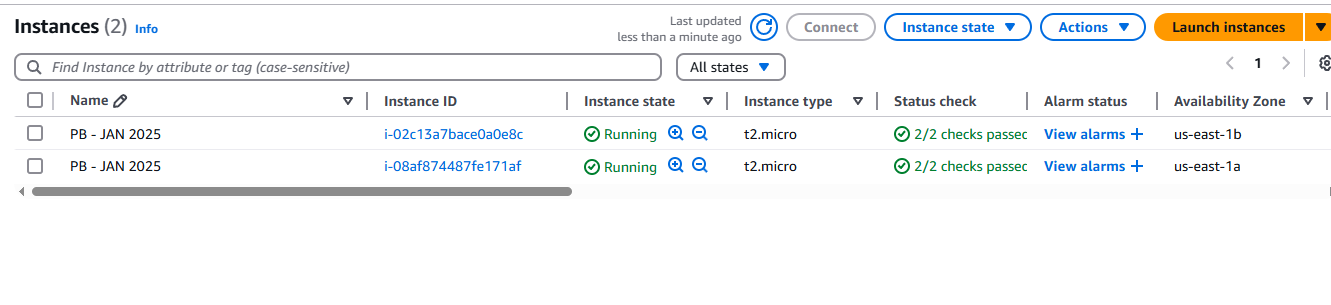 Instances (2) Info
Last updated
less than a minute ago
Connect
Instance state
Actions
Launch instances
Find Instance by attribute or tag (case-sensitive)
All states
1
Name Instance ID Instance state Instance type Status check Alarm status Availability Zone
PB - JAN 2025 i-02c13a7bace0a0e8c Running t2.micro 2/2 checks passec View alarms + us-east-1b
PB - JAN 2025 i-08af874487fe171af Running t2.micro 2/2 checks passec View alarms + us-east-1a